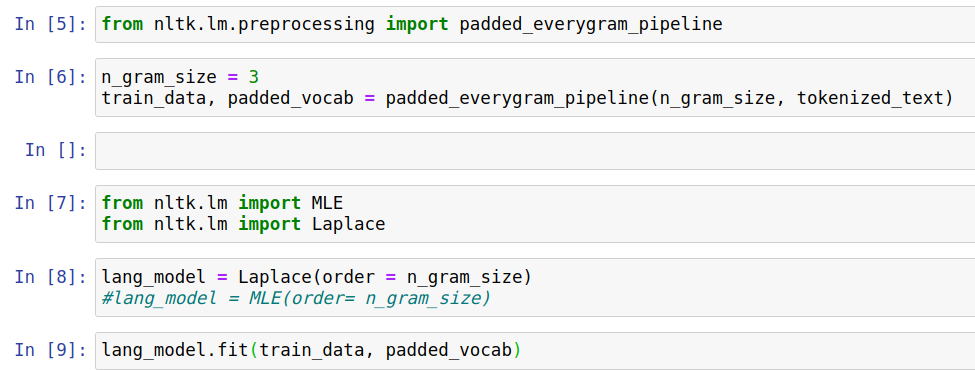 In [5]: from nltk.lm.preprocessing import padded_everygram_pipeline
In [6]: n_gram_size = 3
train_data, padded_vocab = padded_everygram_pipeline(n_gram_size, tokenized_text)
In []:
In [7]: from nltk.lm import MLE
from nltk.lm import Laplace
In [8]: lang_model = Laplace(order = n_gram_size)
#lang_model = MLE(order= n_gram_size)
In [9]: lang_model.fit(train_data, padded_vocab)